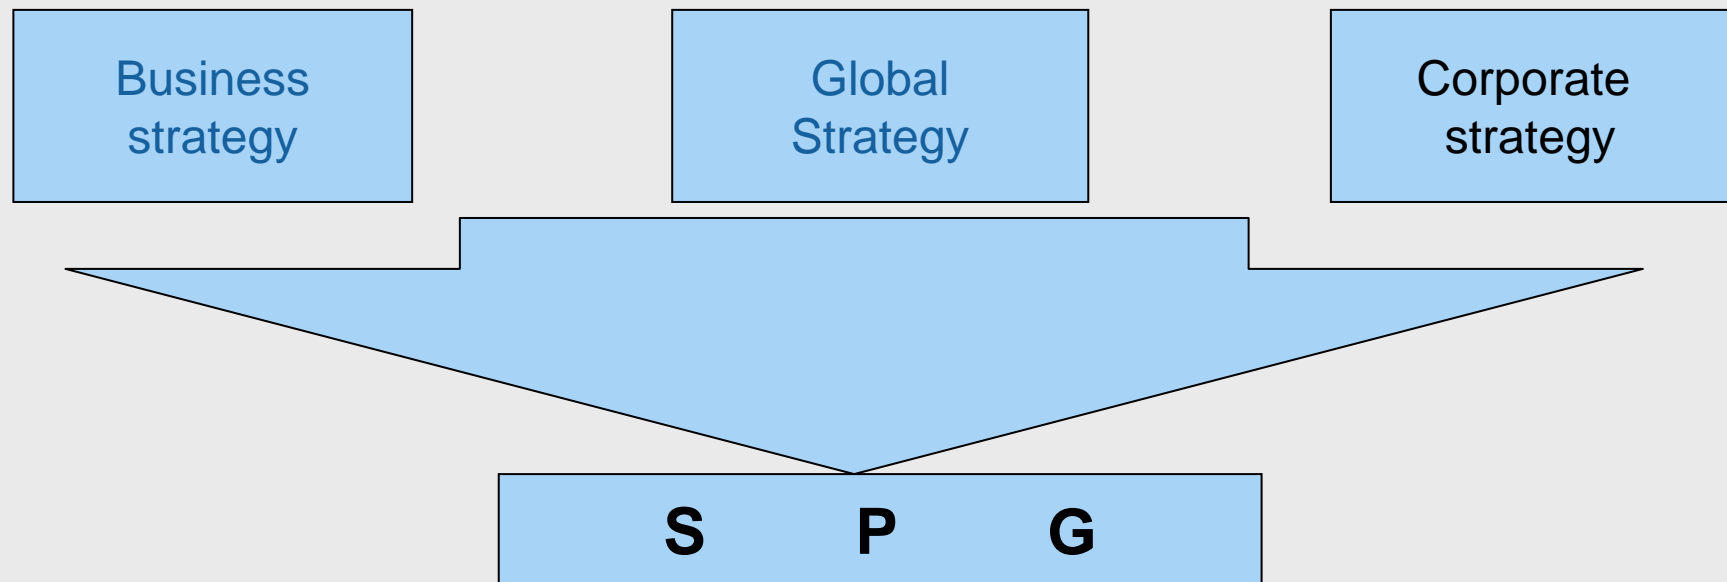 Business
strategy
Global
Strategy
Corporate
strategy
S P G